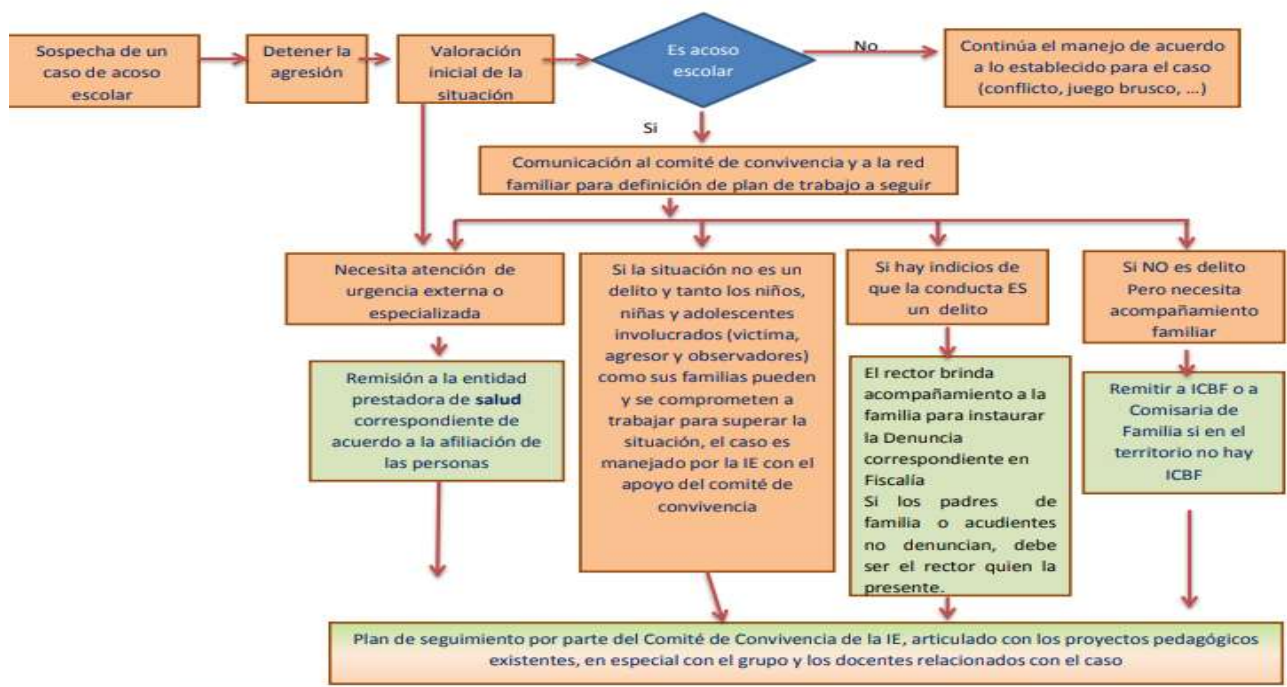 Sospecha de un
caso de acoso
escolar
Detener la
agresión
Valoración
inicial de la
situación
Es acoso
escolar
No
Continúa el manejo de acuerdo
a lo establecido para el caso
(conflicto, juego brusco, ...)
Si
Comunicación al comité de convivencia y a la red
familiar para definición de plan de trabajo a seguir
Necesita atención de
urgencia externa o
especializada
Si la situación no es un
delito y tanto los niños,
niñas y adolescentes
involucrados (victima,
agresor y observadores)
como sus familias pueden
y se comprometen a
trabajar para superar la
situación, el caso es
manejado por la IE con el
apoyo del comité de
convivencia
Si hay indicios de
que la conducta ES
un delito
Si NO es delito
Pero necesita
acompañamiento
familiar
Remisión a la entidad
prestadora de salud
correspondiente de
acuerdo a la afiliación de
las personas
El rector brinda
acompañamiento a la
familia para instaurar
la Denuncia
correspondiente en
Fiscalía
Si los padres de
familia o acudientes
no denuncian, debe
ser el rector quien la
presente.
Remitir a ICBF o a
Comisaria de
Familia si en el
territorio no hay
ICBF
Plan de seguimiento por parte del Comité de Convivencia de la IE, articulado con los proyectos pedagógicos
existentes, en especial con el grupo y los docentes relacionados con el caso